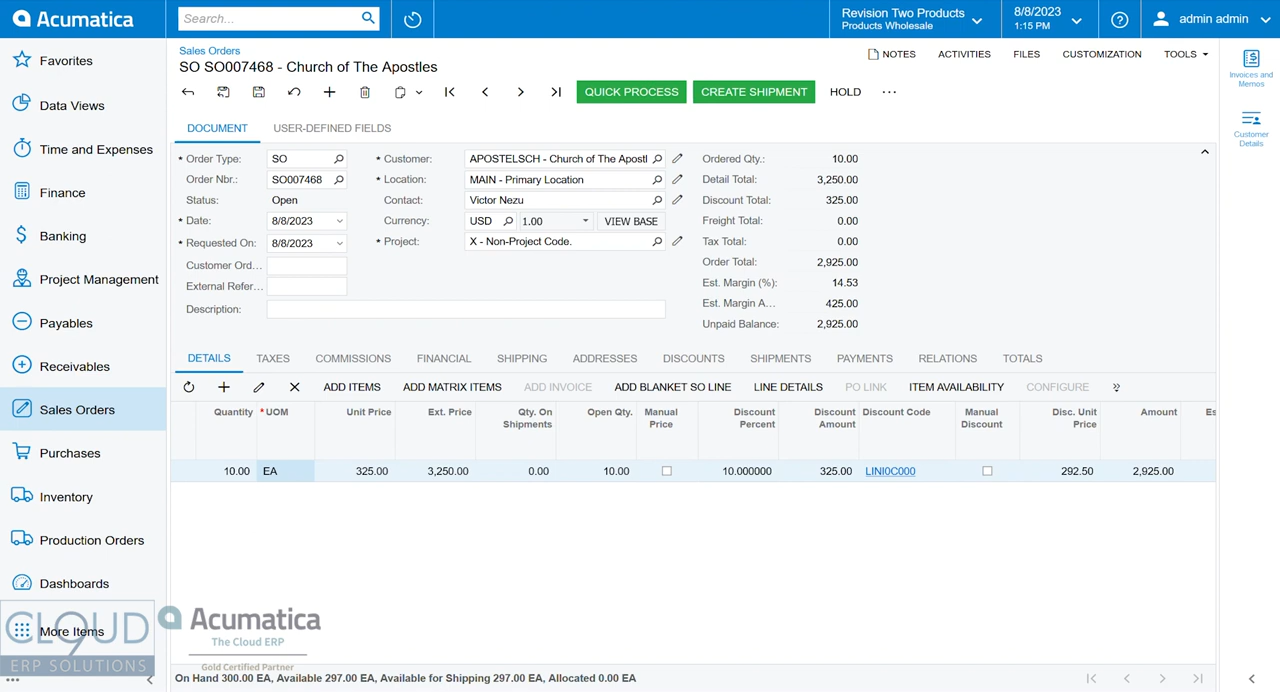 Acumatica
Search...
Revision Two Products
Products Wholesale
8/8/2023
1:15 PM
admin admin
Favorites
Data Views
Time and Expenses
Finance
Banking
Project Management
Payables
Receivables
Sales Orders
Purchases
Inventory
Production Orders
Dashboards
More Items
Sales Orders
SO SO007468 - Church of The Apostles
NOTES ACTIVITIES FILES CUSTOMIZATION TOOLS
QUICK PROCESS CREATE SHIPMENT HOLD ...
DOCUMENT USER-DEFINED FIELDS
* Order Type: SO * Customer: APOSTELSCH - Church of The Apostl Ordered Qty.: 10.00
Order Nbr.: SO007468 * Location: MAIN - Primary Location Detail Total: 3,250.00
Status: Open Contact: Victor Nezu Discount Total: 325.00
* Date: 8/8/2023 Currency: USD 1.00 VIEW BASE Freight Total: 0.00
* Requested On: 8/8/2023 * Project: X - Non-Project Code. Tax Total: 0.00
Customer Ord... Order Total: 2,925.00
External Refer... Est. Margin (%): 14.53
Description: Est. Margin A... 425.00
Unpaid Balance: 2,925.00
DETAILS TAXES COMMISSIONS FINANCIAL SHIPPING ADDRESSES DISCOUNTS SHIPMENTS PAYMENTS RELATIONS TOTALS
ADD ITEMS ADD MATRIX ITEMS ADD INVOICE ADD BLANKET SO LINE LINE DETAILS PO LINK ITEM AVAILABILITY CONFIGURE
Quantity * UOM Unit Price Ext. Price Qty. On Shipments Open Qty. Manual Price Discount Percent Discount Amount Discount Code Manual Discount Disc. Unit Price Amount Es
10.00 EA 325.00 3,250.00 0.00 10.00 10.000000 325.00 LINI0C000 292.50 2,925.00
Invoices and
Memos
Customer
Details
CLOUD 9
ERP SOLUTIONS
Acumatica
The Cloud ERP
Gold Certified Partner
On Hand 300.00 EA, Available 297.00 EA, Available for Shipping 297.00 EA, Allocated 0.00 EA